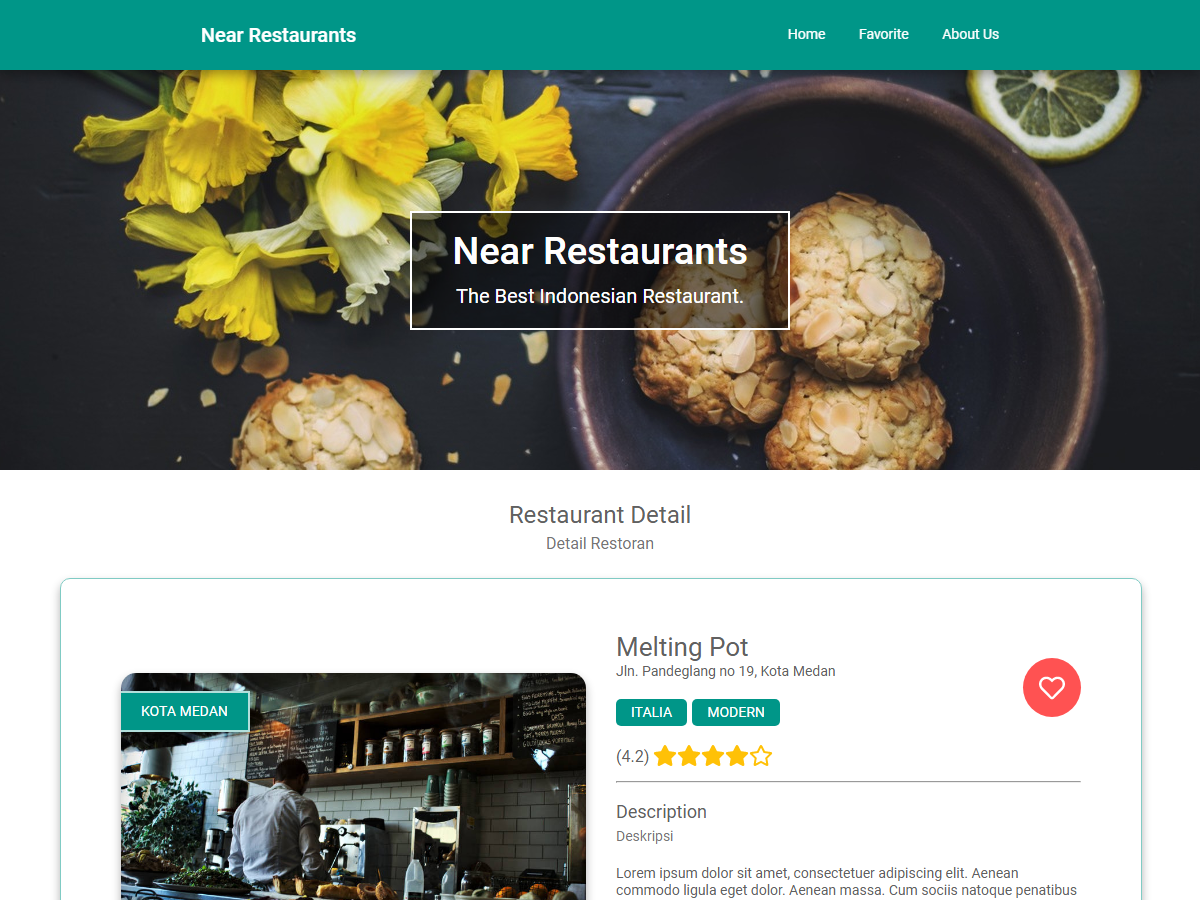 Near Restaurants
Home
Favorite
About Us
Near Restaurants
The Best Indonesian Restaurant.
Restaurant Detail
Detail Restoran
KOTA MEDAN
Melting Pot
Jln. Pandeglang no 19, Kota Medan
ITALIA
MODERN
(4.2)
Description
Deskripsi
Lorem ipsum dolor sit amet, consectetuer adipiscing elit. Aenean
commodo ligula eget dolor. Aenean massa. Cum sociis natoque penatibus